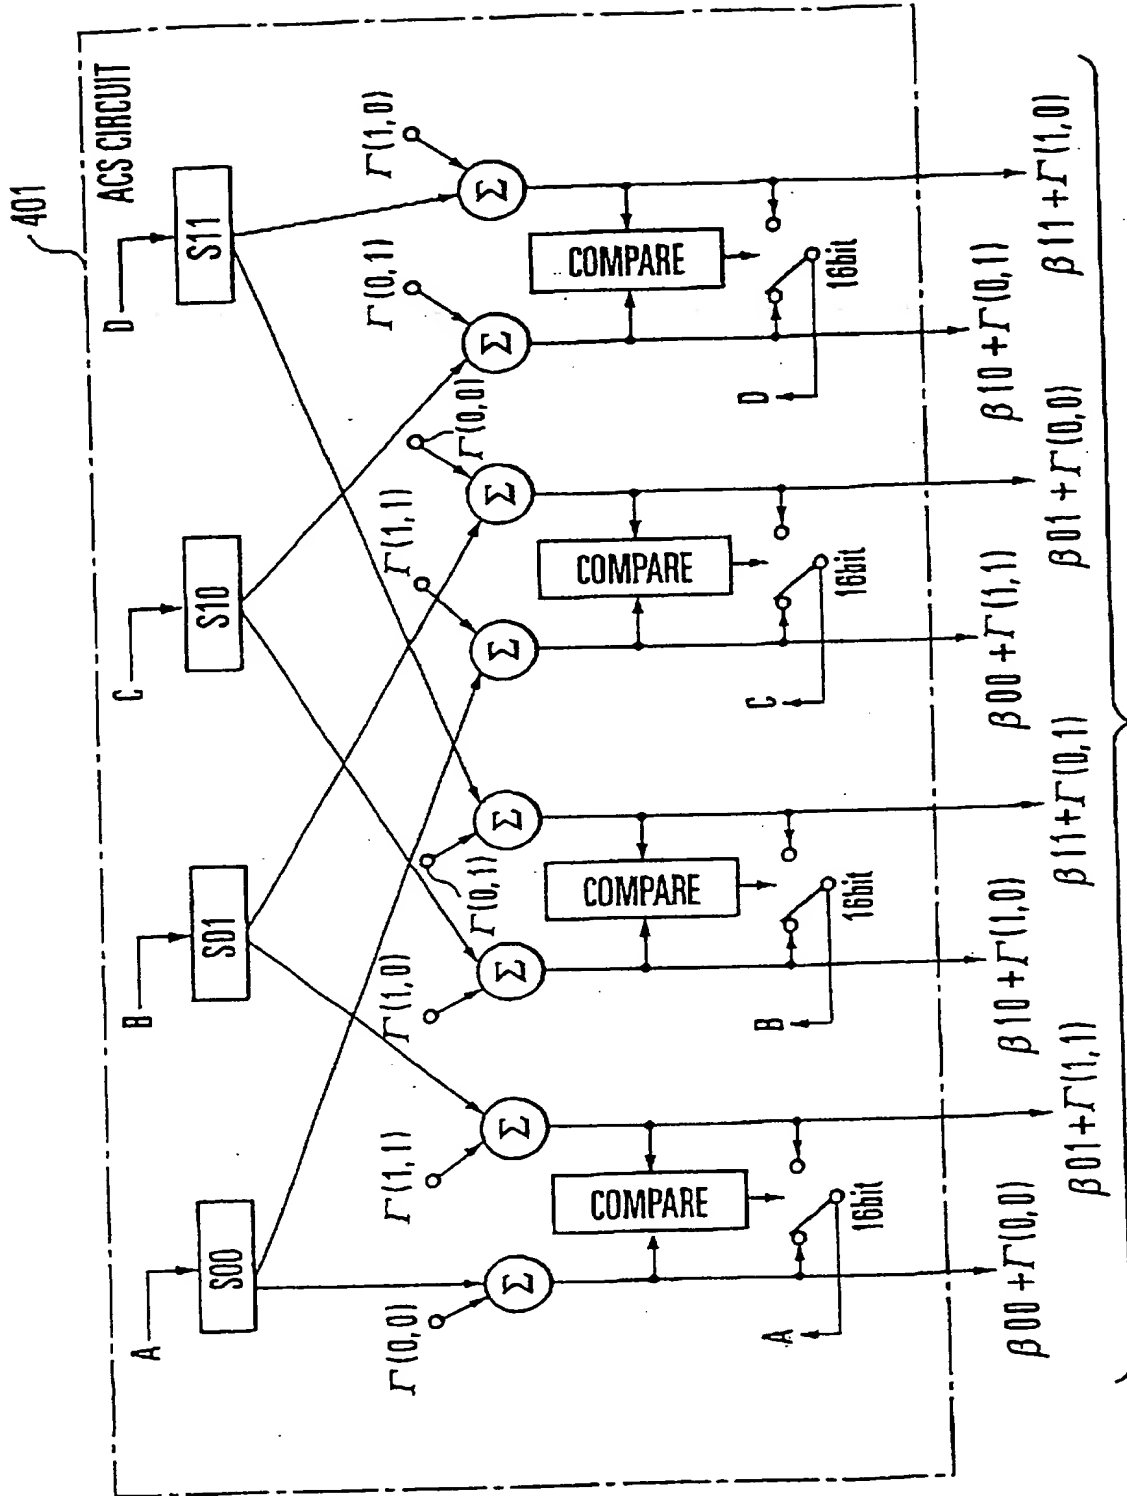 401
ACS CIRCUIT
A
B
C
D
S00
S01
S10
S11
Γ(0,0)
Γ(1,1)
Γ(1,0)
Γ(0,1)
Γ(1,1)
Γ(0,0)
Γ(0,1)
Γ(1,0)
Σ
Σ
Σ
Σ
Σ
Σ
Σ
Σ
COMPARE
COMPARE
COMPARE
COMPARE
A
16bit
B
16bit
C
16bit
D
16bit
β00+Γ(0,0)
β01+Γ(1,1)
β10+Γ(1,0)
β11+Γ(0,1)
β00+Γ(1,1)
β01+Γ(0,0)
β10+Γ(0,1)
β11+Γ(1,0)